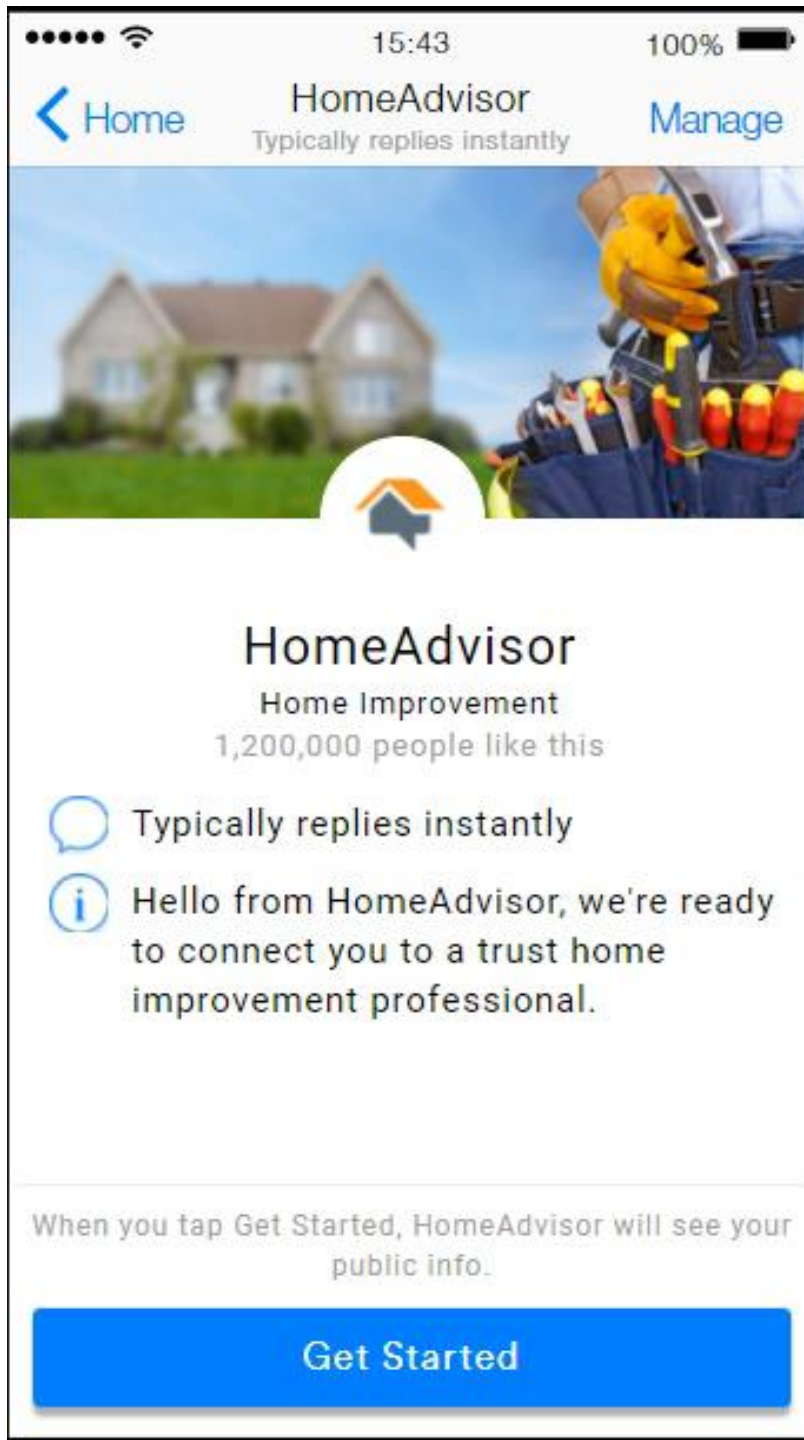 15:43
100%
Home
HomeAdvisor
Manage
Typically replies instantly
HomeAdvisor
Home Improvement
1,200,000 people like this
Typically replies instantly
Hello from HomeAdvisor, we're ready
to connect you to a trust home
improvement professional.
When you tap Get Started, HomeAdvisor will see your
public info.
Get Started